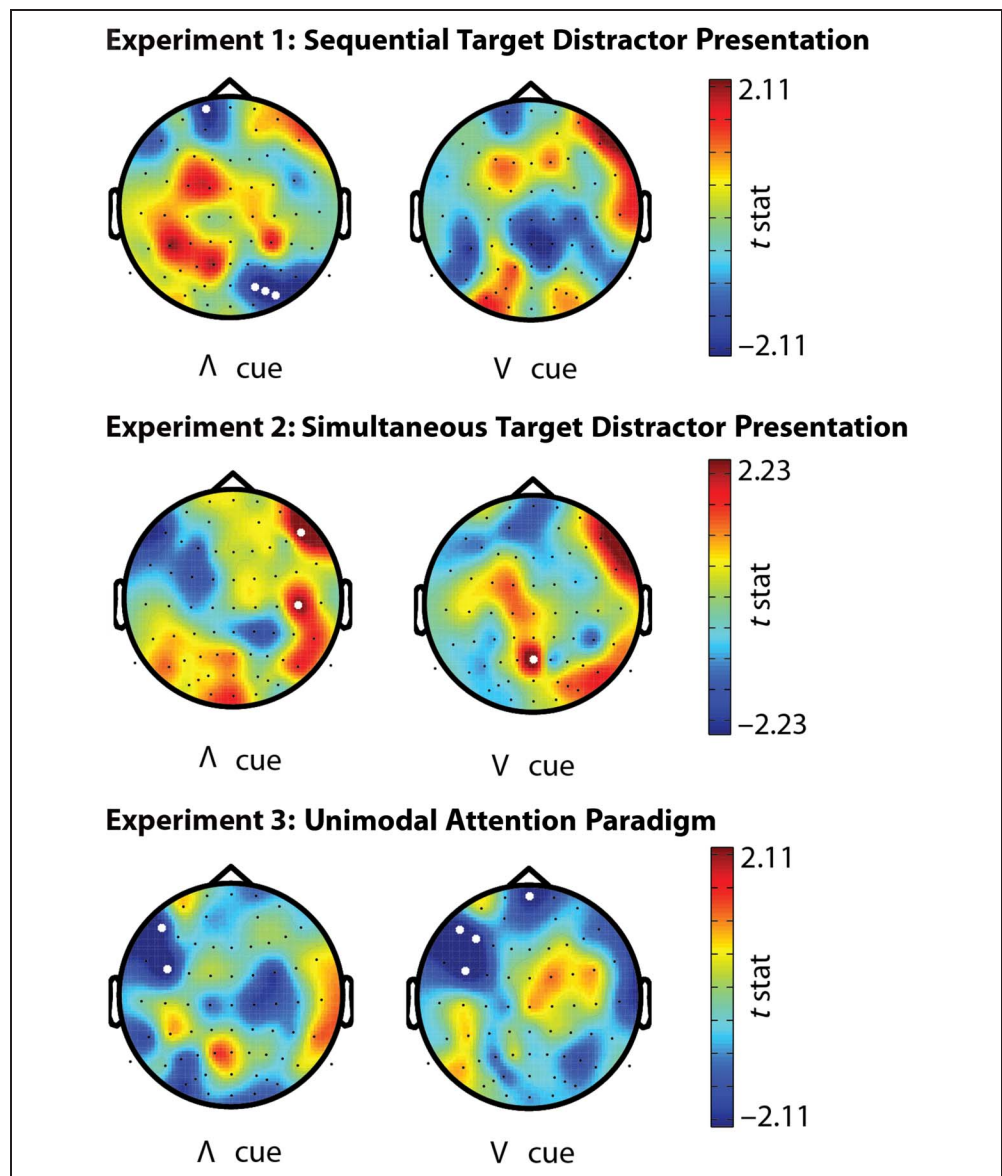 Experiment 1: Sequential Target Distractor Presentation
2.11
t stat
−2.11
Λ cue
V cue
Experiment 2: Simultaneous Target Distractor Presentation
2.23
t stat
−2.23
Λ cue
V cue
Experiment 3: Unimodal Attention Paradigm
2.11
t stat
−2.11
Λ cue
V cue